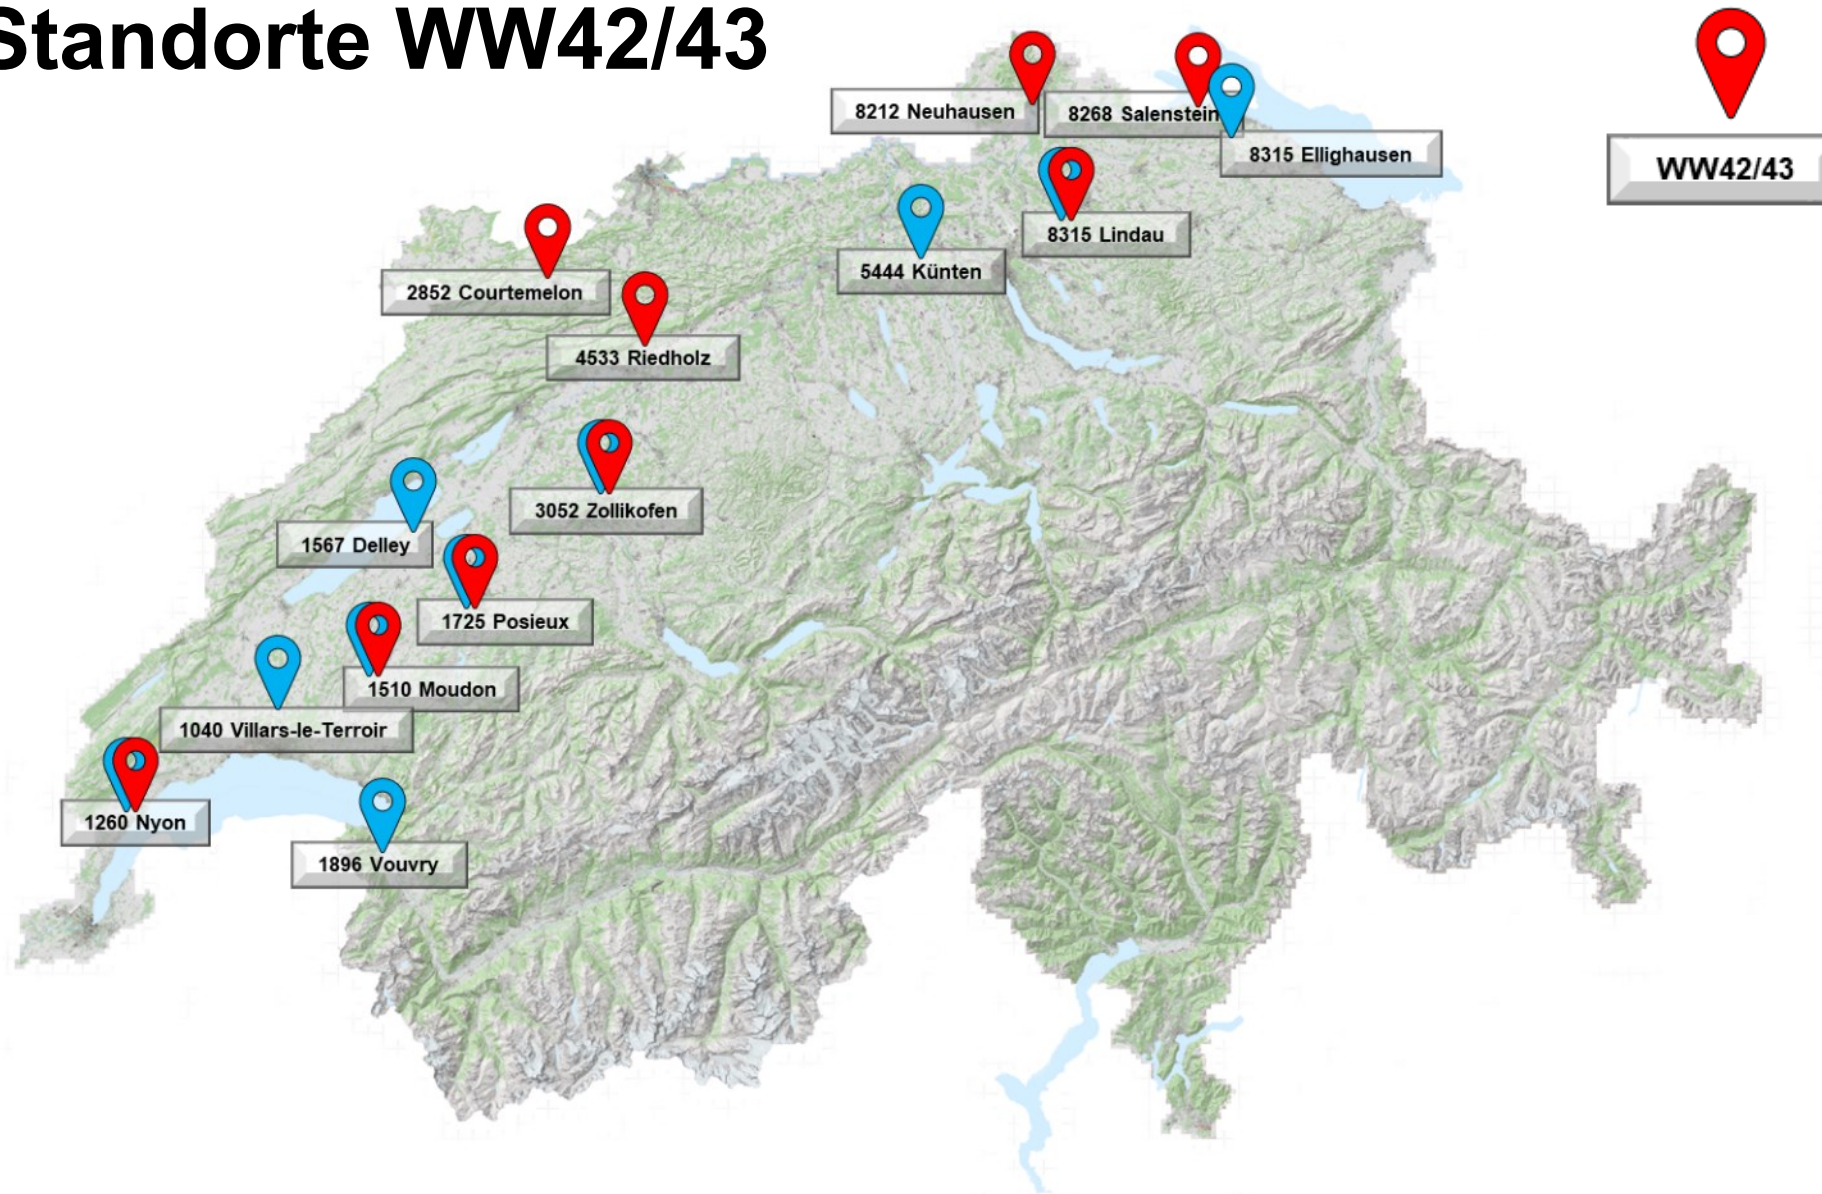 Standorte WW42/43
8212 Neuhausen
8268 Salenstein
8315 Ellighausen
WW42/43
8315 Lindau
5444 Künten
2852 Courtemelon
4533 Riedholz
3052 Zollikofen
1567 Delley
1725 Posieux
1510 Moudon
1040 Villars-le-Terroir
1260 Nyon
1896 Vouvry